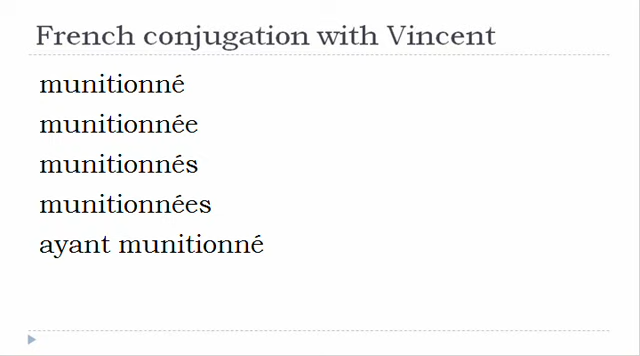 French conjugation with Vincent
munitionné
munitionnée
munitionnés
munitionnées
ayant munitionné